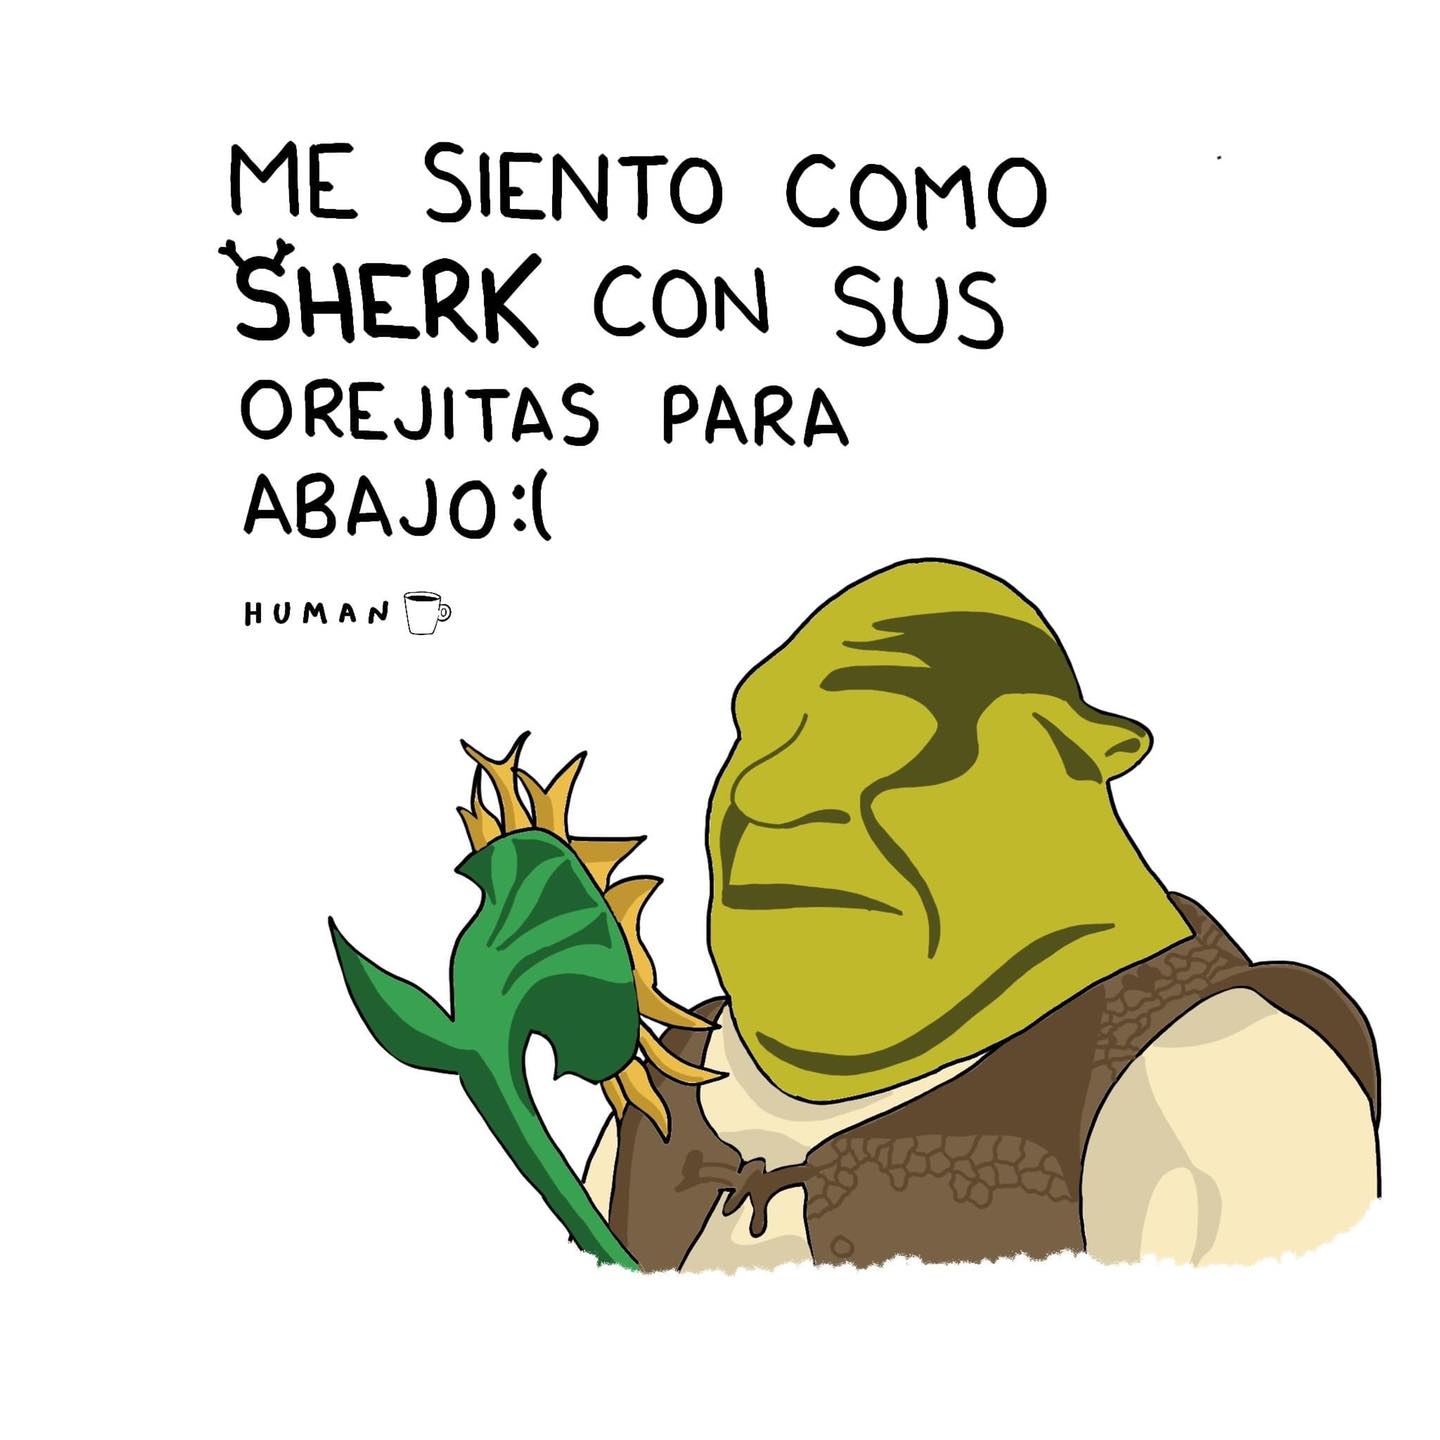 ME SIENTO COMO
SHERK CON SUS
OREJITAS PARA
ABAJO:(
HUMAN